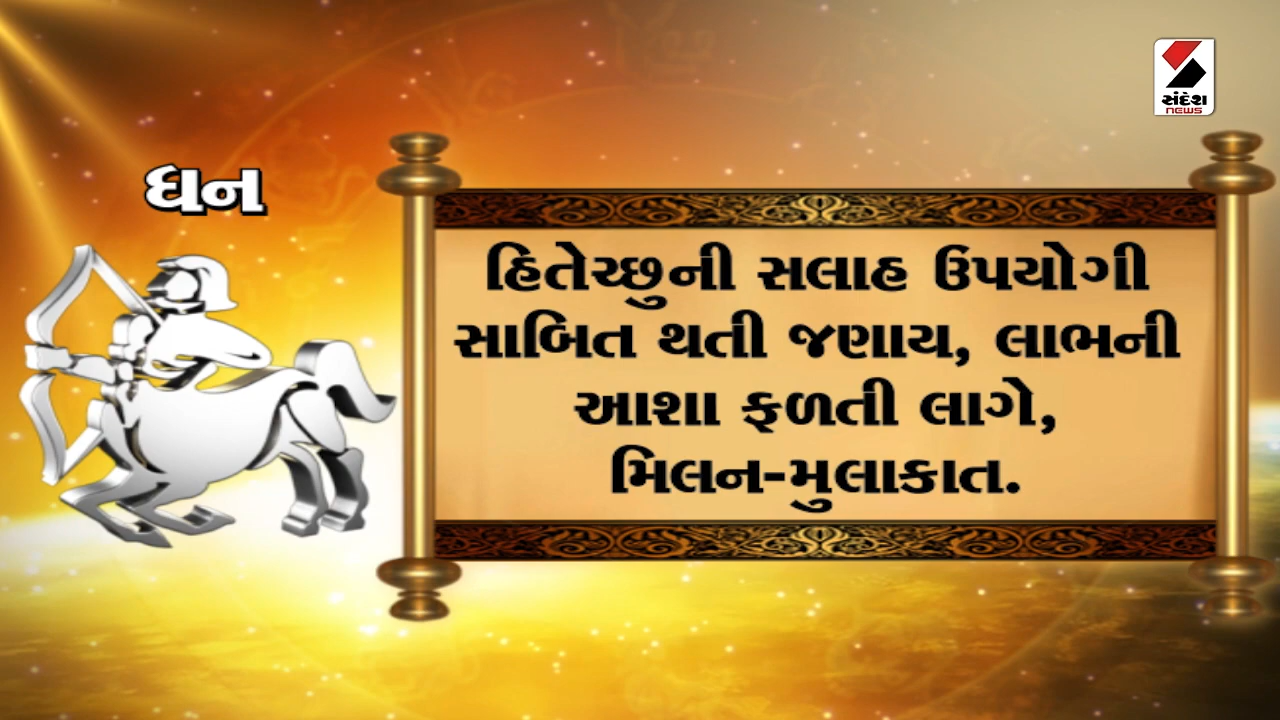 સંદેશ
NEWS
ધન
હિતેચ્છુની સલાહ ઉપયોગી
સાબિત થતી જણાય, લાભની
આશા ફળતી લાગે,
મિલન-મુલાકાત.